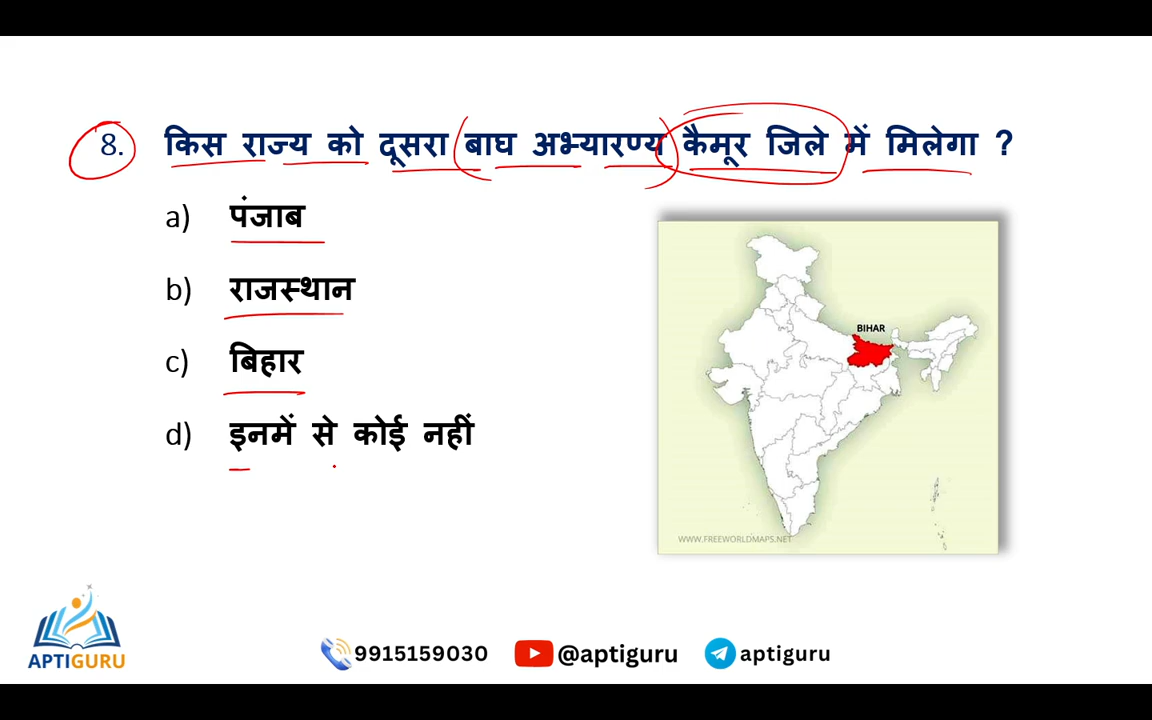 8. किस राज्य को दूसरा बाघ अभ्यारण्य कैमूर जिले में मिलेगा ?
a) पंजाब
b) राजस्थान
c) बिहार
d) इनमें से कोई नहीं
BIHAR
WWW.FREEWORLDMAPS.NET
APTIGURU
9915159030 @aptiguru aptiguru